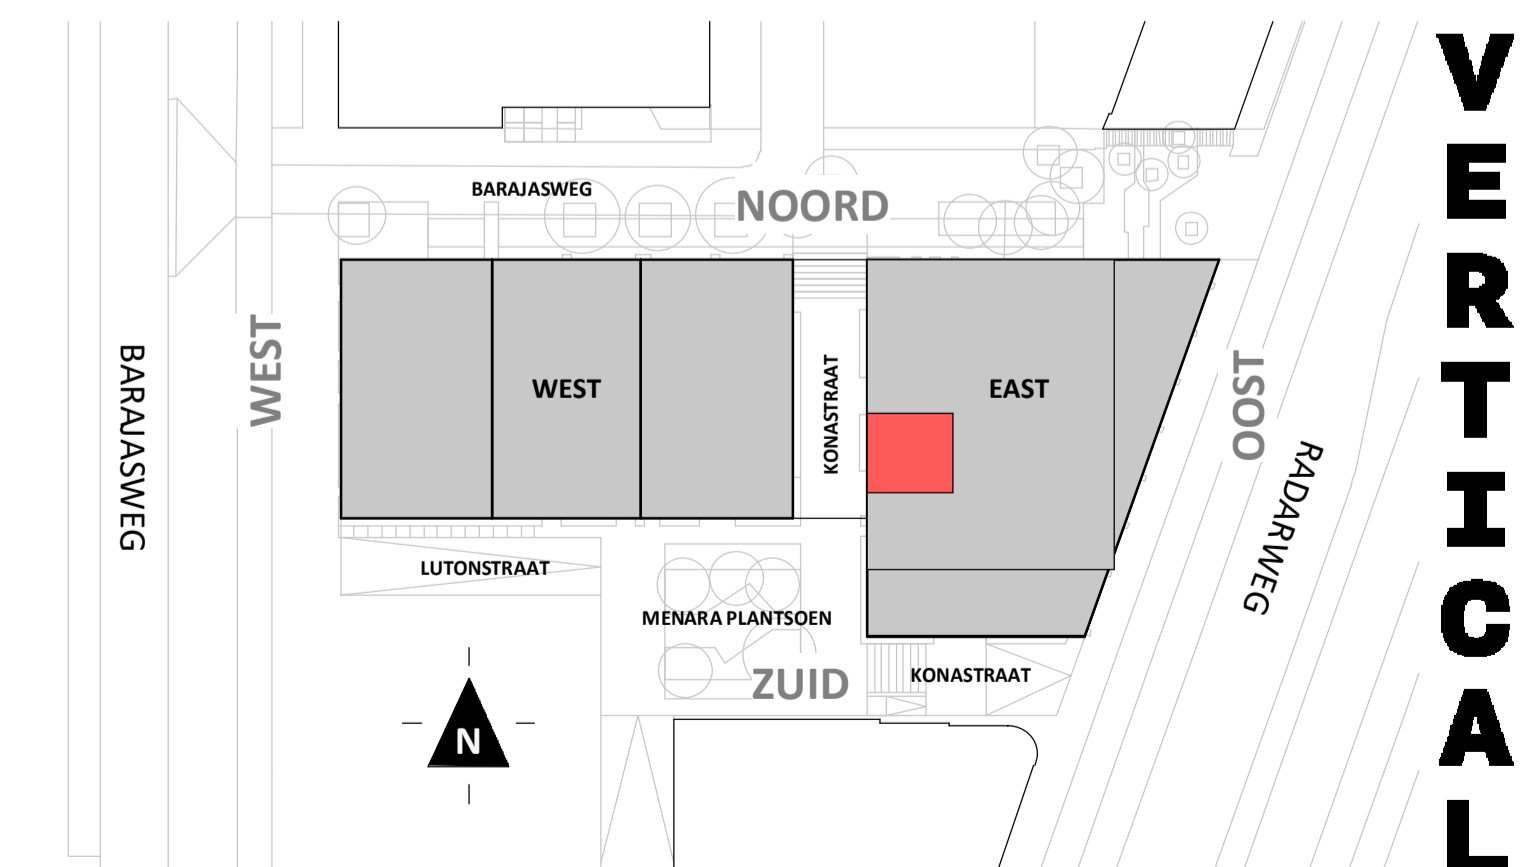 BARAJASWEG
NOORD
WEST
BARAJASWEG
WEST
KONASTRAAT
EAST
OOST
RADARWEG
LUTONSTRAAT
MENARA PLANTSOEN
ZUID
KONASTRAAT
N
VERTICAL